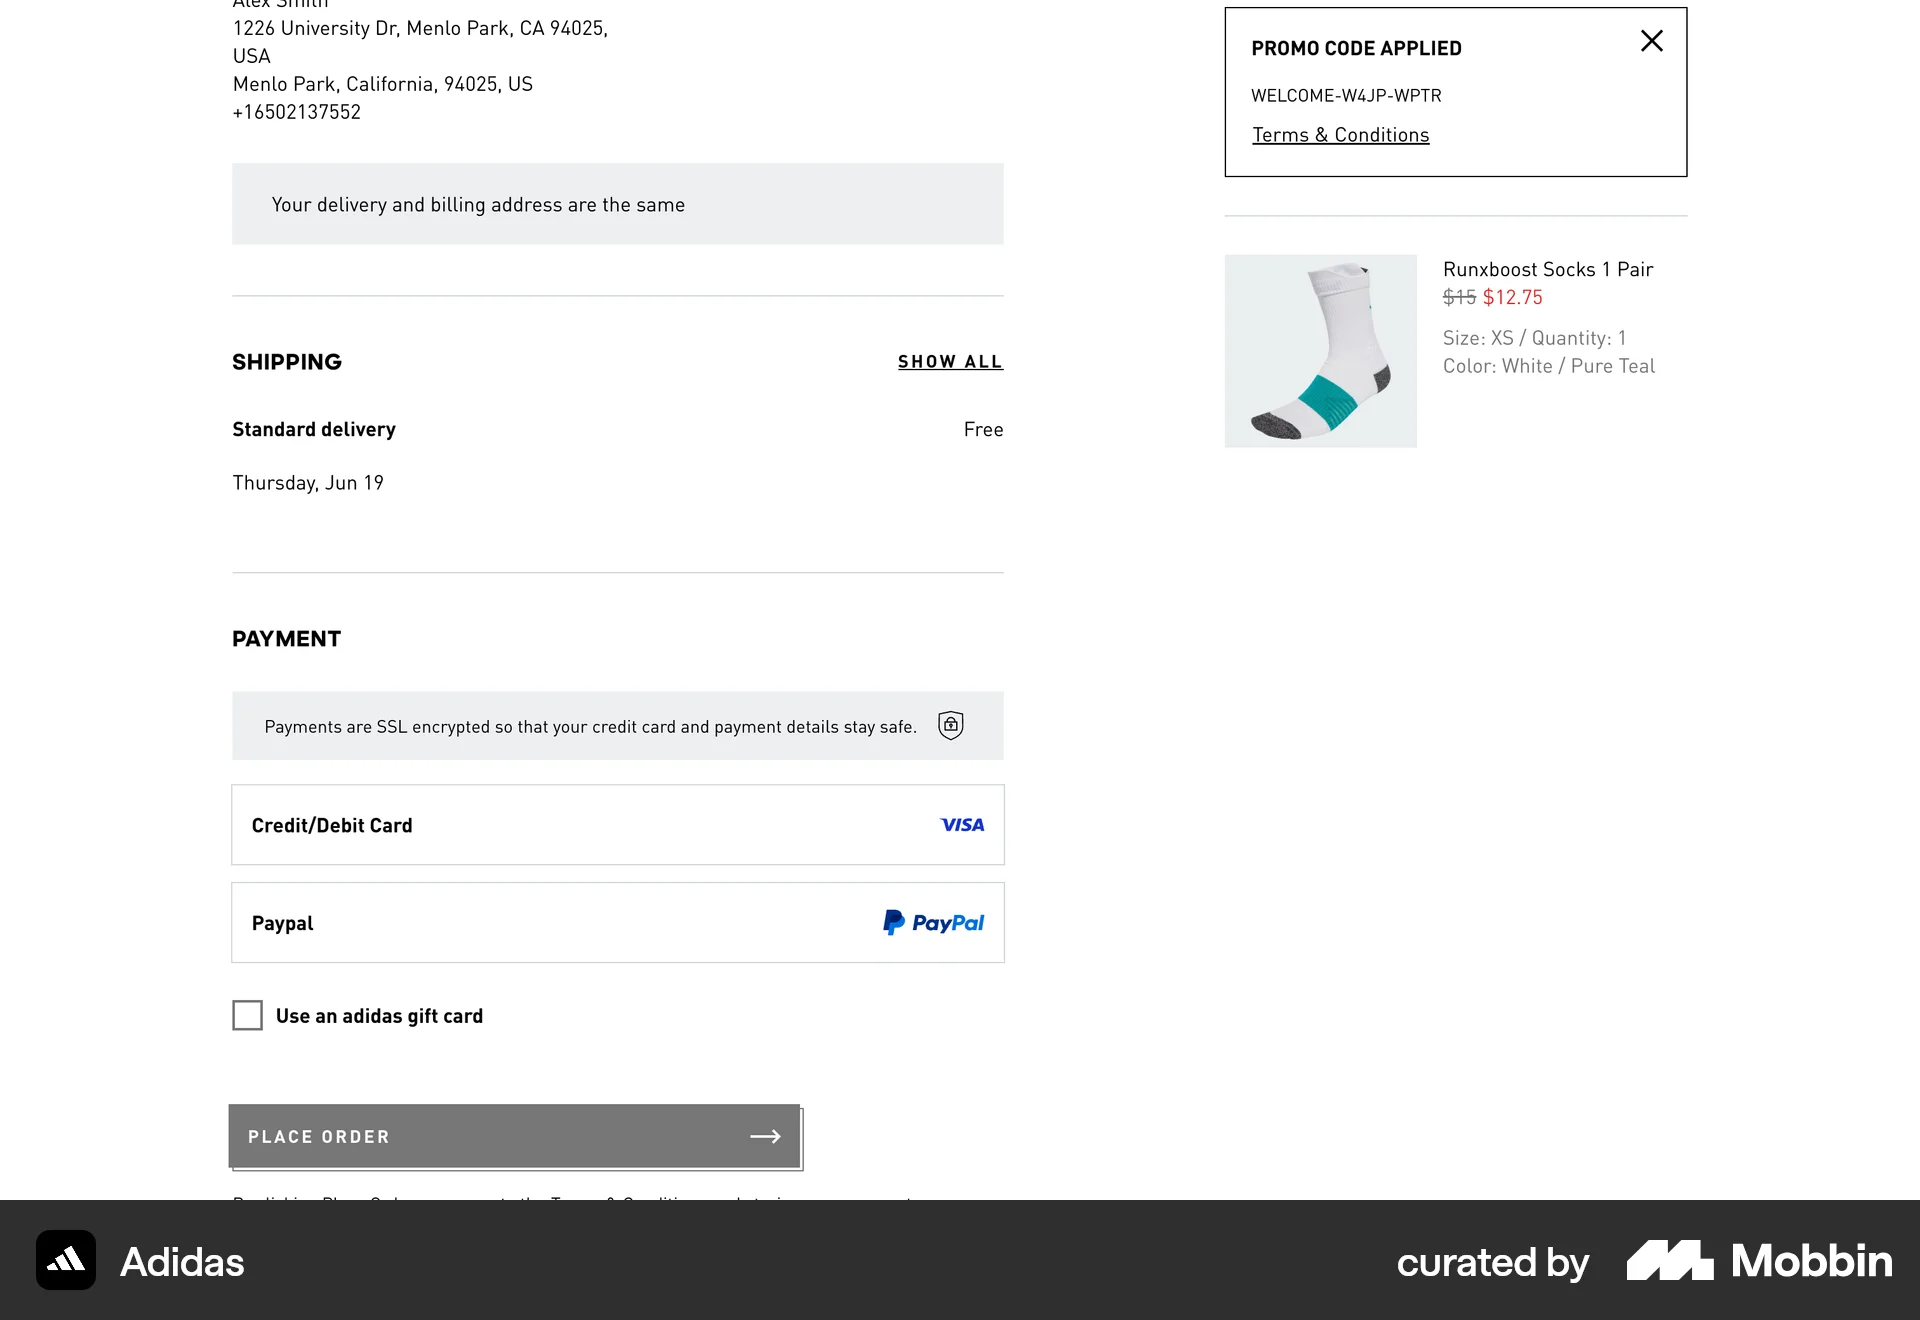 Alex Smith
1226 University Dr, Menlo Park, CA 94025,
USA
Menlo Park, California, 94025, US
+16502137552
Your delivery and billing address are the same
SHIPPING
SHOW ALL
Standard delivery
Free
Thursday, Jun 19
PAYMENT
Payments are SSL encrypted so that your credit card and payment details stay safe.
Credit/Debit Card
VISA
Paypal
PayPal
Use an adidas gift card
PLACE ORDER
PROMO CODE APPLIED
WELCOME-W4JP-WPTR
Terms & Conditions
Runxboost Socks 1 Pair
$15 $12.75
Size: XS / Quantity: 1
Color: White / Pure Teal
Adidas
curated by
Mobbin